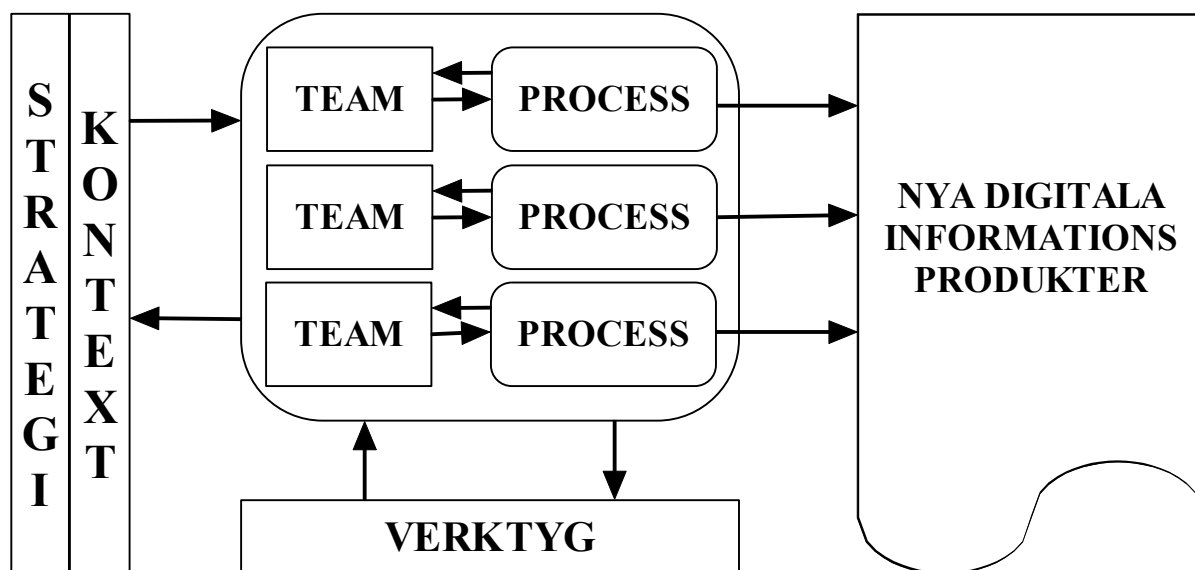 STRATEGI
KONTEXT
TEAM
PROCESS
TEAM
PROCESS
TEAM
PROCESS
VERKTYG
NYA DIGITALA
INFORMATIONS
PRODUKTER